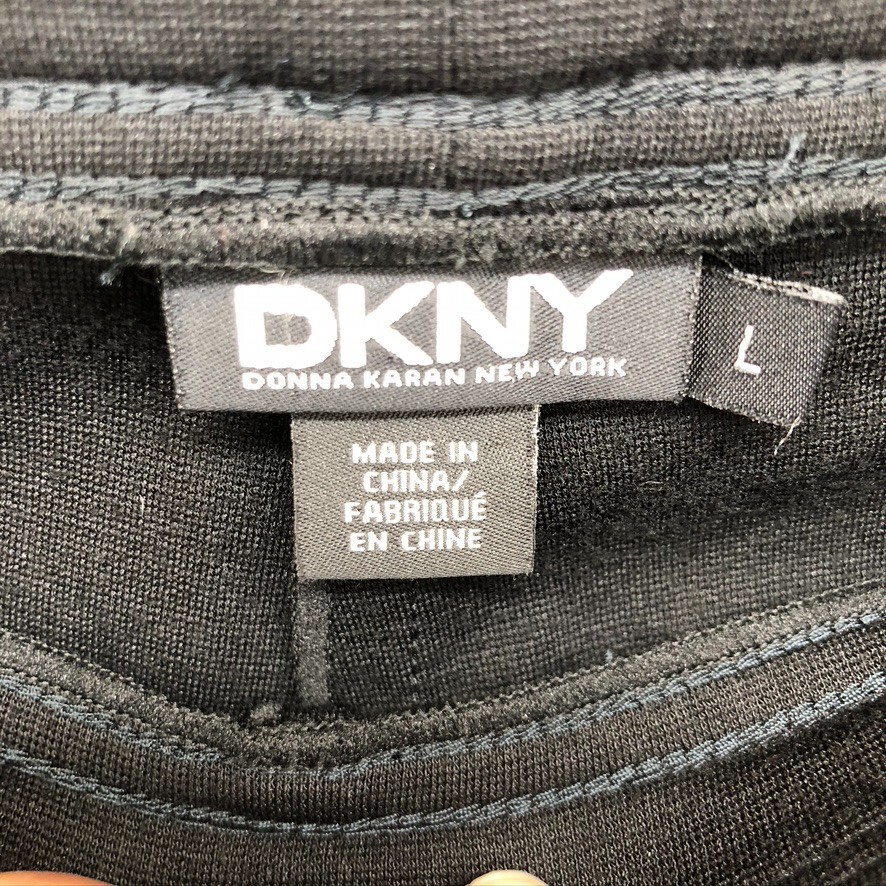 DKNY
DONNA KARAN NEW YORK
L
MADE IN
CHINA/
FABRIQUÉ
EN CHINE